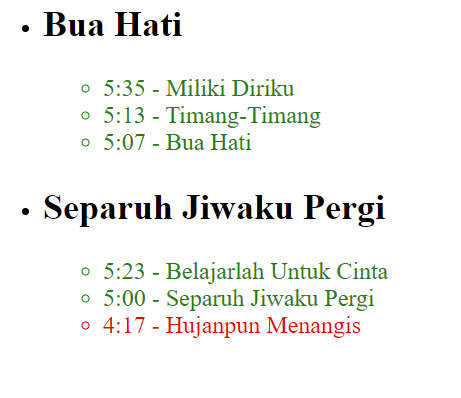 Bua Hati
5:35 - Miliki Diriku
5:13 - Timang-Timang
5:07 - Bua Hati
Separuh Jiwaku Pergi
5:23 - Belajarlah Untuk Cinta
5:00 - Separuh Jiwaku Pergi
4:17 - Hujanpun Menangis